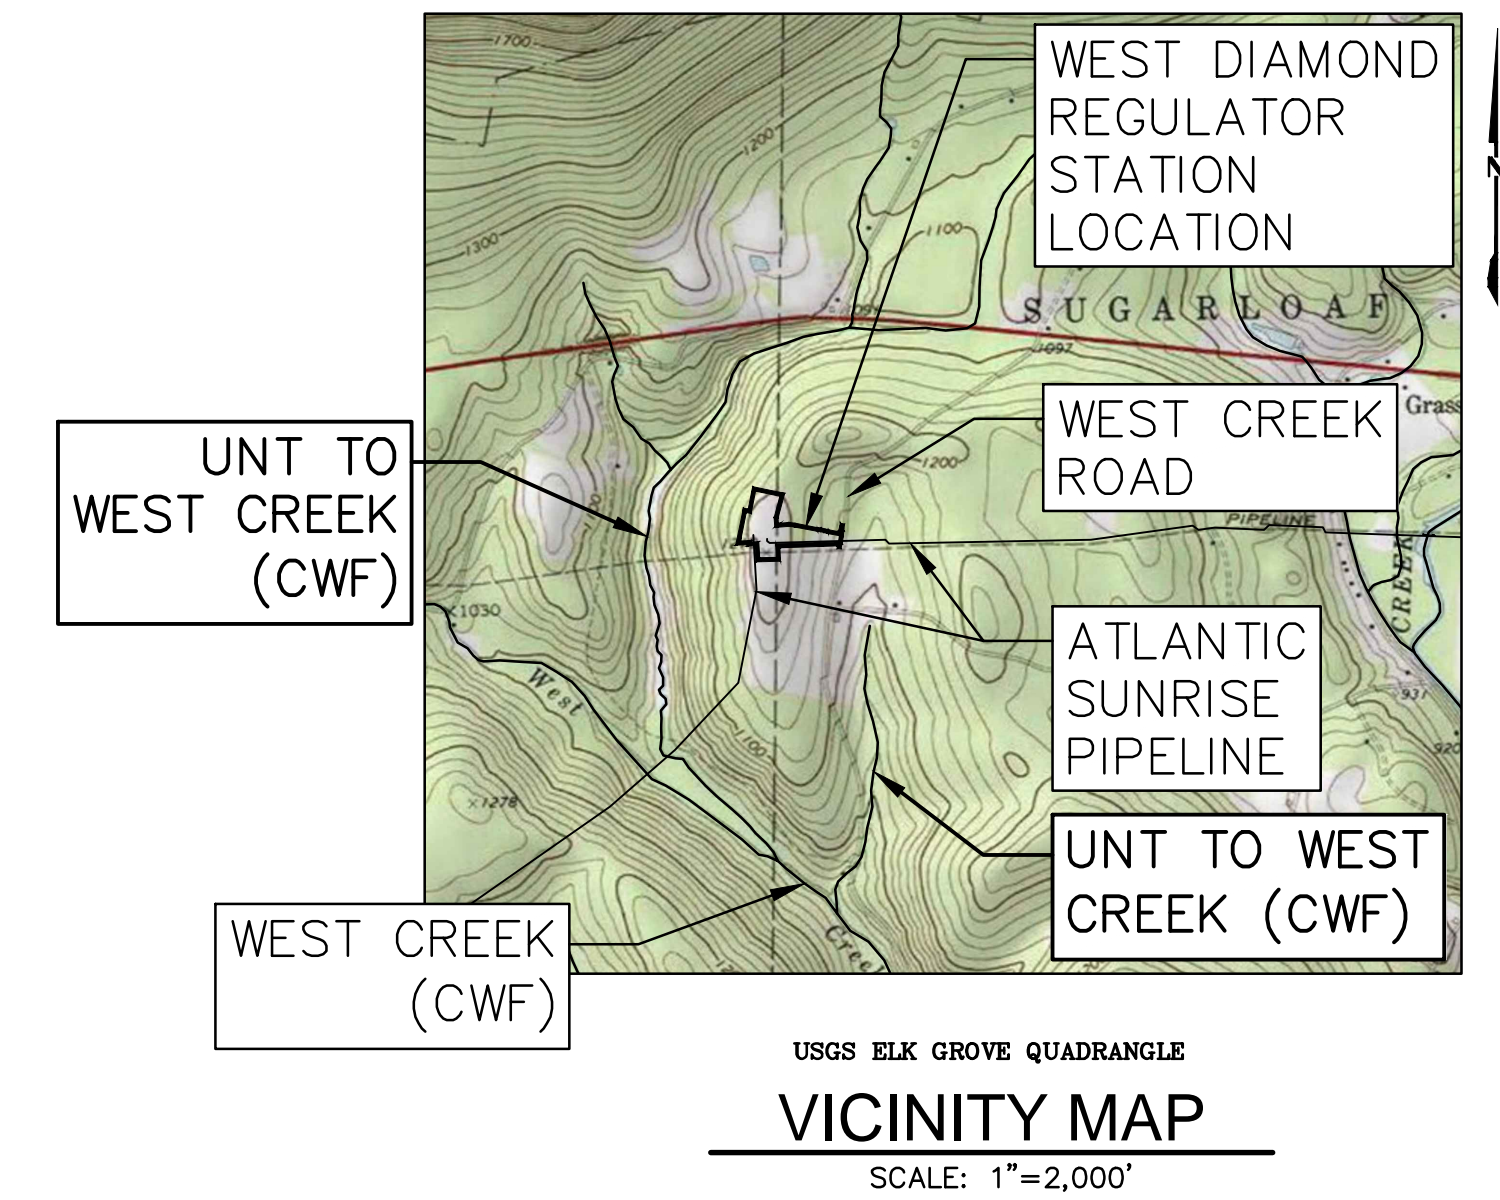 1700
WEST DIAMOND
REGULATOR
STATION
LOCATION
N
1200
1300
1100
SUGARLOAF
1097
WEST CREEK
ROAD
Grass
UNT TO
WEST CREEK
(CWF)
1200
PIPELINE
CREEK
×1030
ATLANTIC
SUNRISE
PIPELINE
West
931
1100
920
×1278
UNT TO WEST
CREEK (CWF)
WEST CREEK
(CWF)
Creek
USGS ELK GROVE QUADRANGLE
VICINITY MAP
SCALE: 1"=2,000'